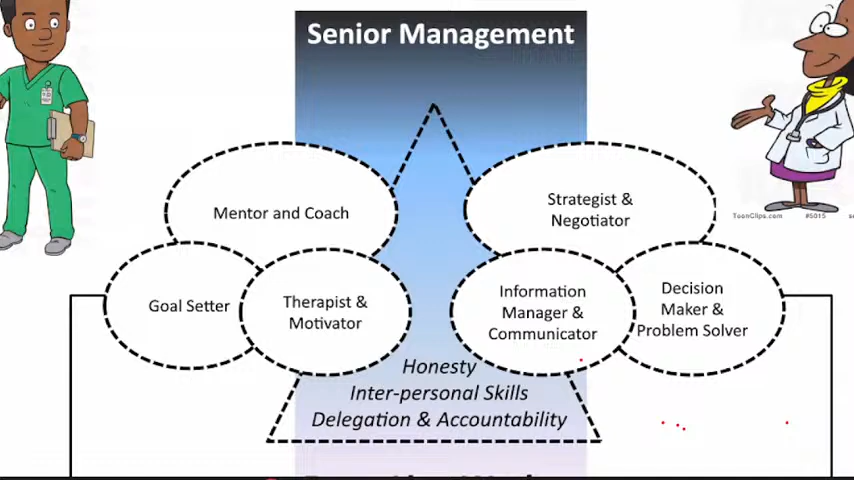 Senior Management
Mentor and Coach
Strategist &
Negotiator
ToonClips.com
#5015
Goal Setter
Therapist &
Motivator
Information
Manager &
Communicator
Decision
Maker &
Problem Solver
Honesty
Inter-personal Skills
Delegation & Accountability